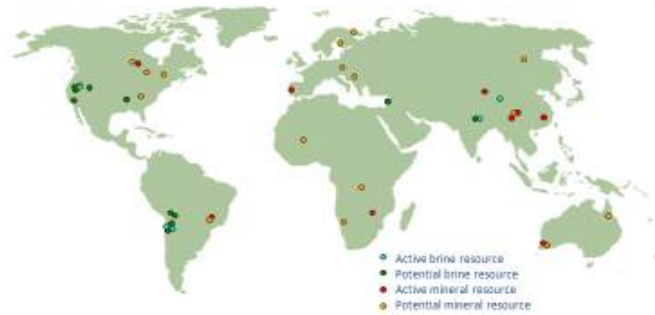 Active brine resource
Potential brine resource
Active mineral resource
Potential mineral resource